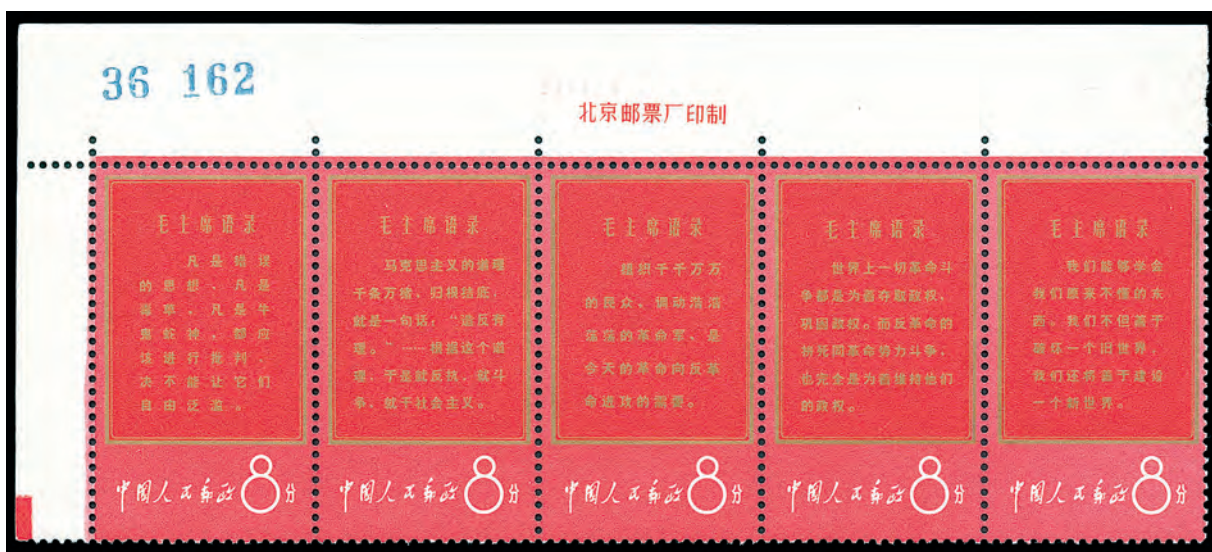 36 162
北京邮票厂印制
毛主席语录
凡是错误
的思想，凡是
毒草，凡是牛
鬼蛇神，都应
该进行批判，
决不能让它们
自由泛滥。
中国人民邮政8分
毛主席语录
马克思主义的道理
千条万绪，归根结底，
就是一句话：“造反有
理。”……根据这个道
理，于是就反抗，就斗
争，就干社会主义。
中国人民邮政8分
毛主席语录
组织千千万万
的民众，调动浩浩
荡荡的革命军，是
今天的革命向反革
命进攻的需要。
中国人民邮政8分
毛主席语录
世界上一切革命斗
争都是为着夺取政权，
巩固政权。而反革命的
拚死同革命势力斗争，
也完全是为着维持他们
的政权。
中国人民邮政8分
毛主席语录
我们能够学会
我们原来不懂的东
西。我们不但善于
破坏一个旧世界，
我们还将善于建设
一个新世界。
中国人民邮政8分